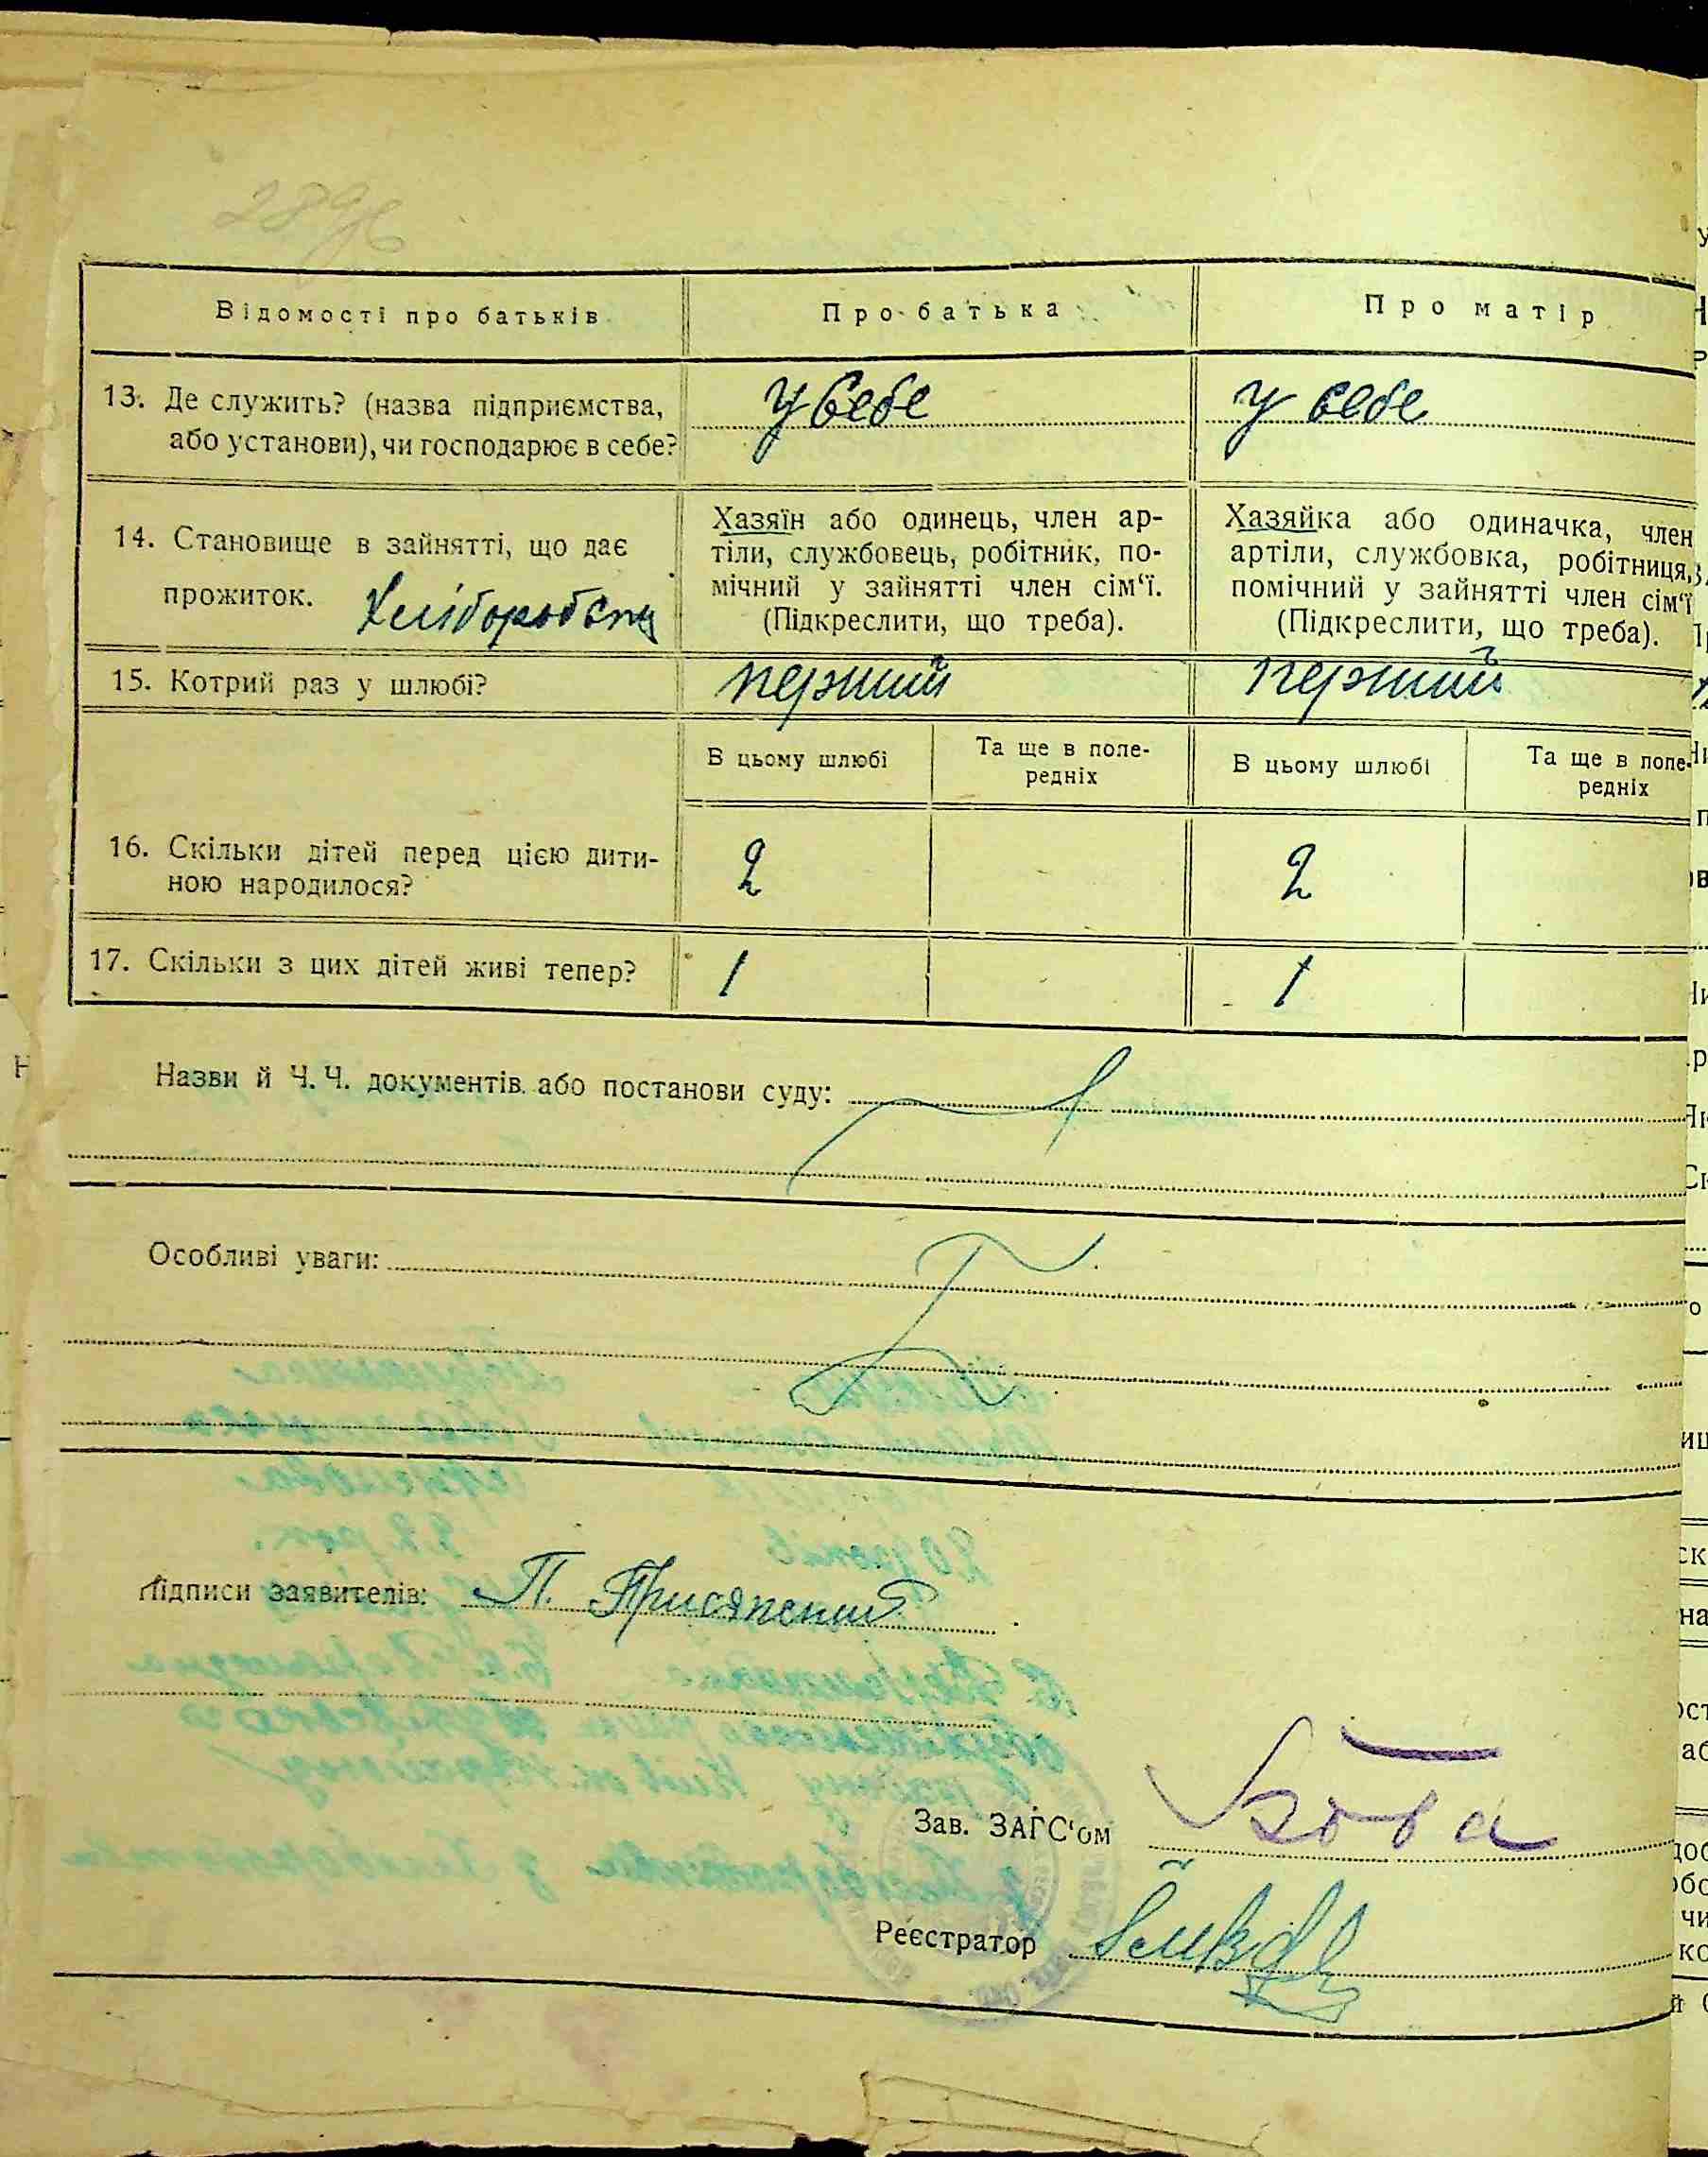 Відомості про батьків
Про батька
Про матір
13. Де служить? (назва підприємства,
або установи), чи господарює в себе?
у себе
у себе
14. Становище в зайнятті, що дає
прожиток.
Хазяїн або одинець, член ар-
тіли, службовець, робітник, по-
мічний у зайнятті член сім'ї.
(Підкреслити, що треба).
Хазяйка або одиначка, член
артіли, службовка, робітниця,
помічний у зайнятті член сім'ї
(Підкреслити, що треба).
15. Котрий раз у шлюбі?
перший
перший
В цьому шлюбі
Та ще в попе-
редніх
В цьому шлюбі
Та ще в попе-
редніх
16. Скільки дітей перед цією дити-
ною народилося?
2
2
17. Скільки з цих дітей живі тепер?
1
1
Назви й Ч.Ч. документів або постанови суду:
Особливі уваги:
Підписи заявителів: П.
Зав. ЗАГС'ом
Реєстратор